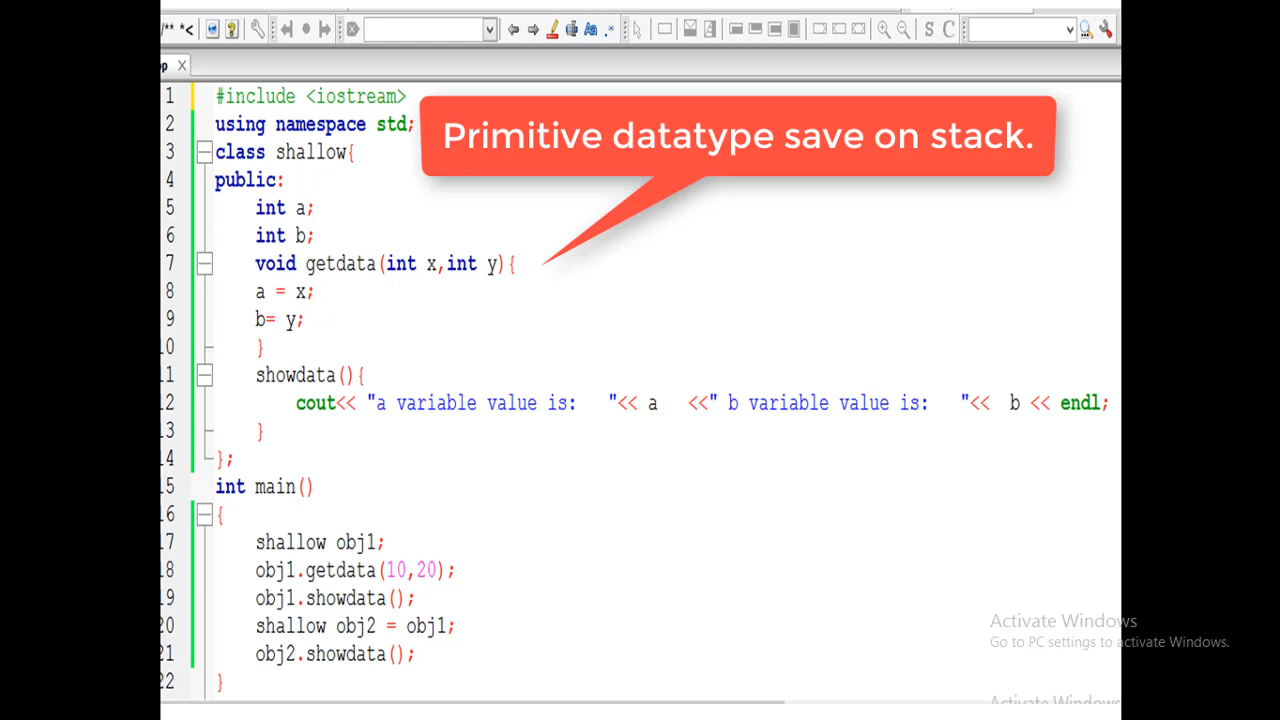 /** *<
S C
pp X
1 #include <iostream>
2 using namespace std;
Primitive datatype save on stack.
3 class shallow{
4 public:
5 int a;
6 int b;
7 void getdata(int x,int y){
8 a = x;
9 b= y;
10 }
11 showdata(){
12 cout<< "a variable value is:   "<< a   <<" b variable value is:   "<<  b << endl;
13 }
14 };
15 int main()
16 {
17 shallow obj1;
18 obj1.getdata(10,20);
19 obj1.showdata();
20 shallow obj2 = obj1;
21 obj2.showdata();
22 }
Activate Windows
Go to PC settings to activate Windows.
Activate Windows